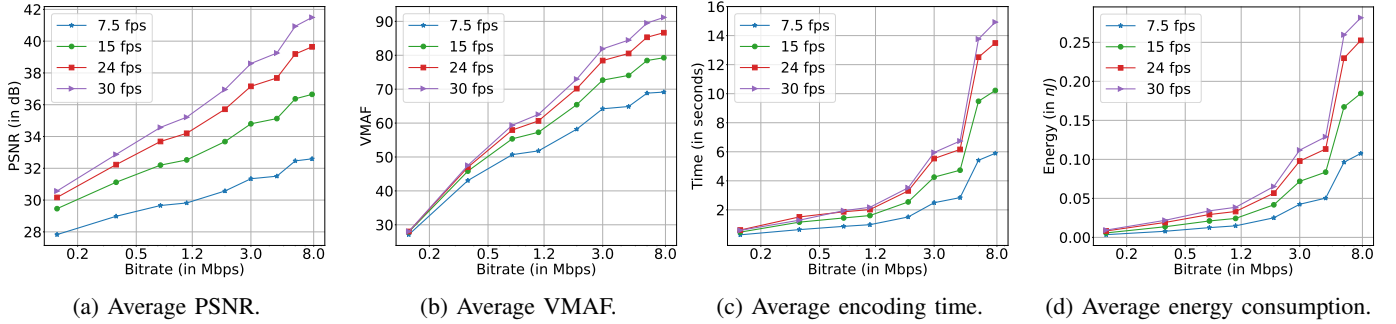 42
40
38
36
34
32
30
28
PSNR (in dB)
7.5 fps
15 fps
24 fps
30 fps
0.2 0.5 1.2 3.0 8.0
Bitrate (in Mbps)
(a) Average PSNR.
90
80
70
60
50
40
30
VMAF
7.5 fps
15 fps
24 fps
30 fps
0.2 0.5 1.2 3.0 8.0
Bitrate (in Mbps)
(b) Average VMAF.
16
14
12
10
8
6
4
2
Time (in seconds)
7.5 fps
15 fps
24 fps
30 fps
0.2 0.5 1.2 3.0 8.0
Bitrate (in Mbps)
(c) Average encoding time.
0.25
0.20
0.15
0.10
0.05
0.00
Energy (in nJ)
7.5 fps
15 fps
24 fps
30 fps
0.2 0.5 1.2 3.0 8.0
Bitrate (in Mbps)
(d) Average energy consumption.